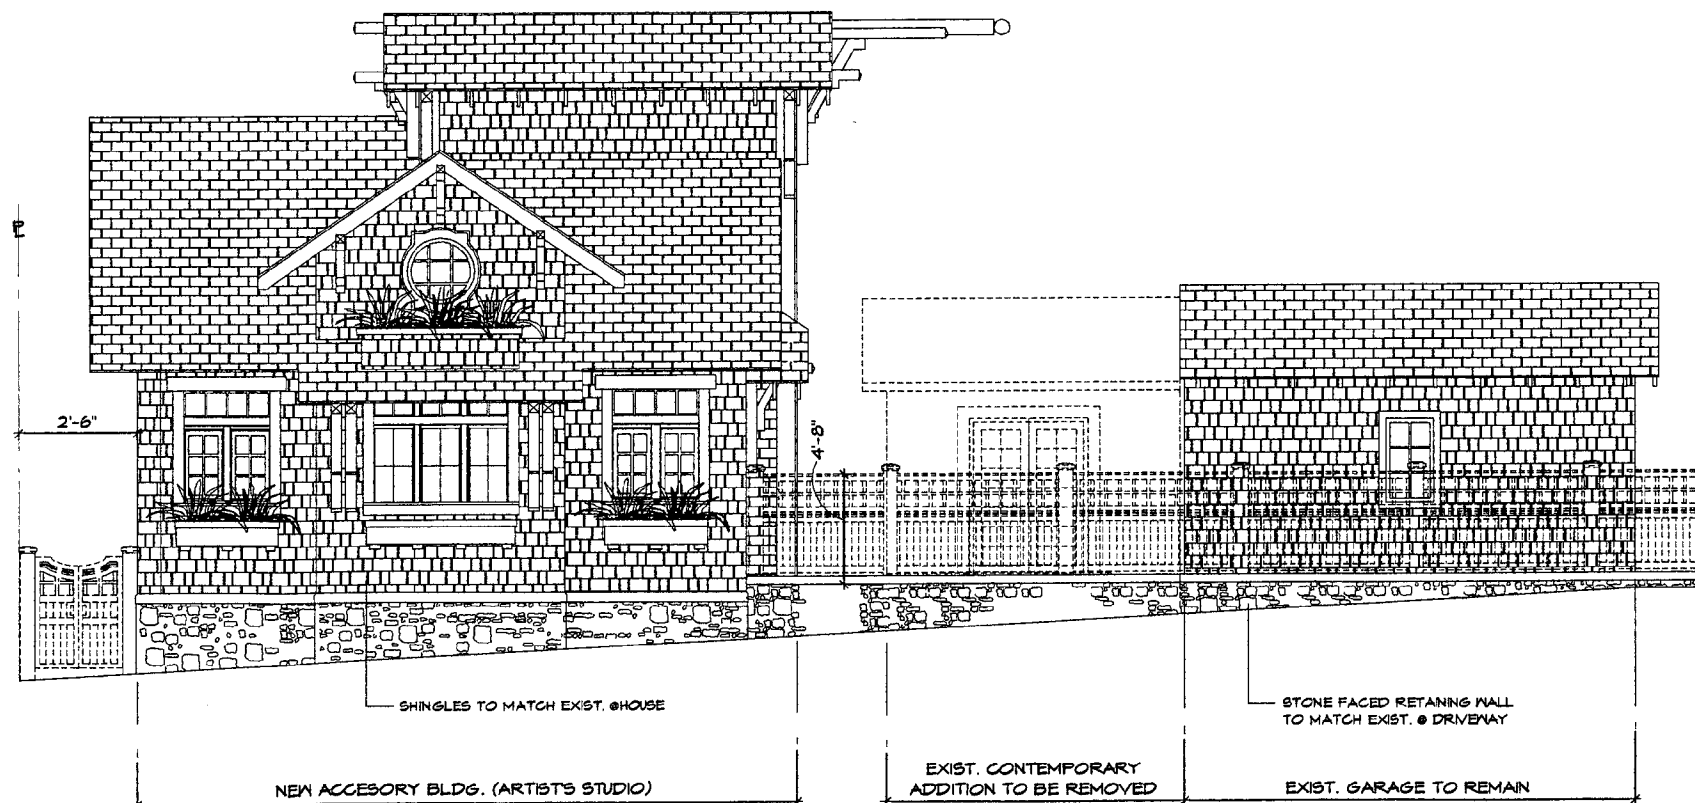 PL
2'-6"
4'-8"
SHINGLES TO MATCH EXIST. @HOUSE
STONE FACED RETAINING WALL
TO MATCH EXIST. @ DRIVEWAY
NEW ACCESORY BLDG. (ARTIST'S STUDIO)
EXIST. CONTEMPORARY
ADDITION TO BE REMOVED
EXIST. GARAGE TO REMAIN